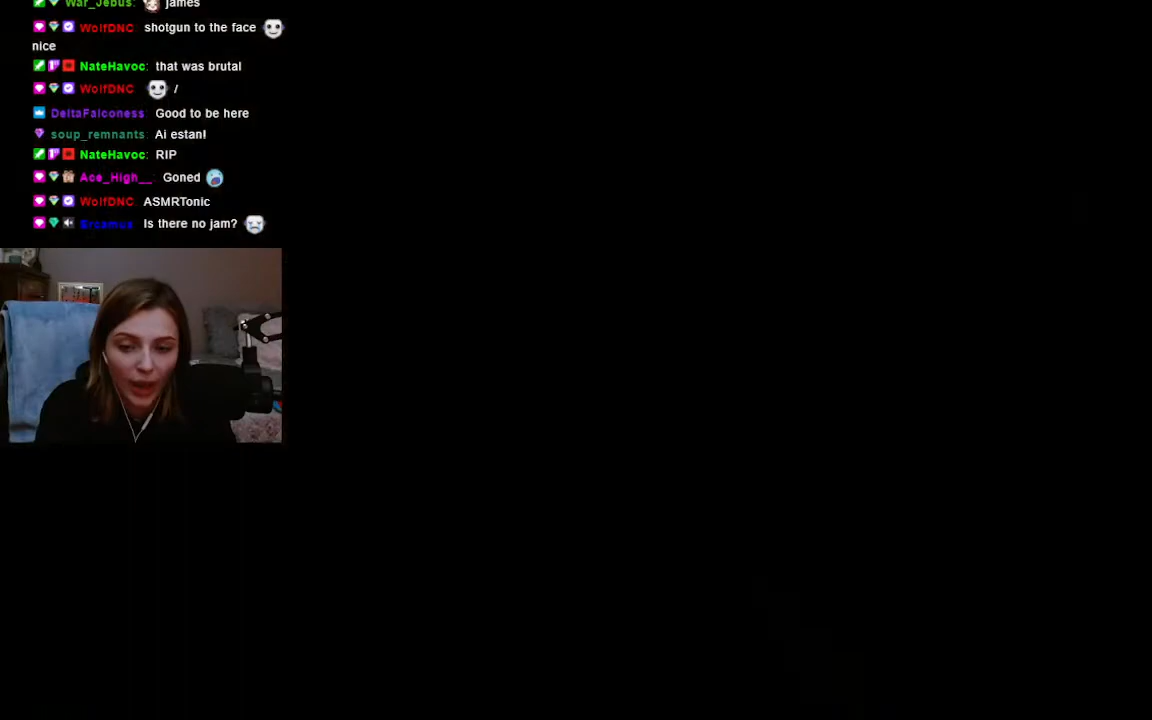 War_Jebus: james
WolfDNC: shotgun to the face
nice
NateHavoc: that was brutal
WolfDNC: /
DeltaFalconess: Good to be here
soup_remnants: Ai estan!
NateHavoc: RIP
Ace_High__: Goned
WolfDNC: ASMRTonic
Ercamus: Is there no jam?